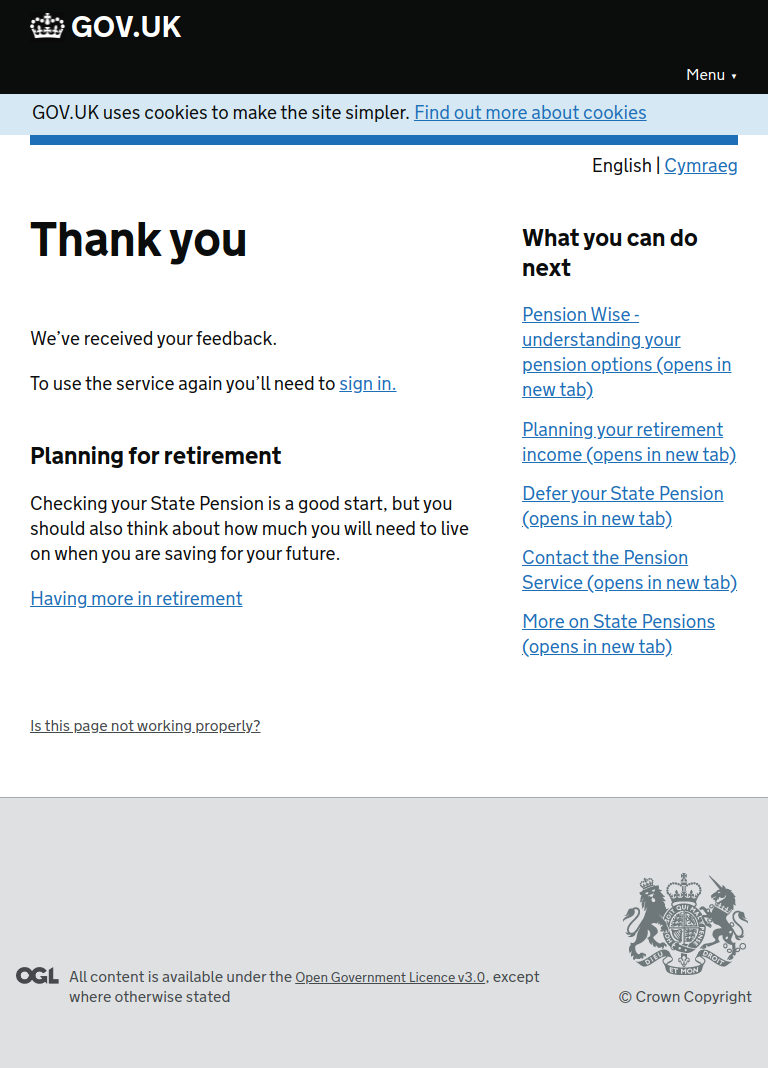 GOV.UK
Menu ▼
GOV.UK uses cookies to make the site simpler. Find out more about cookies
English | Cymraeg
Thank you
We’ve received your feedback.
To use the service again you’ll need to sign in.
Planning for retirement
Checking your State Pension is a good start, but you
should also think about how much you will need to live
on when you are saving for your future.
Having more in retirement
What you can do
next
Pension Wise -
understanding your
pension options (opens in
new tab)
Planning your retirement
income (opens in new tab)
Defer your State Pension
(opens in new tab)
Contact the Pension
Service (opens in new tab)
More on State Pensions
(opens in new tab)
Is this page not working properly?
OGL
All content is available under the Open Government Licence v3.0, except
where otherwise stated
DIEU ET MON DROIT
© Crown Copyright